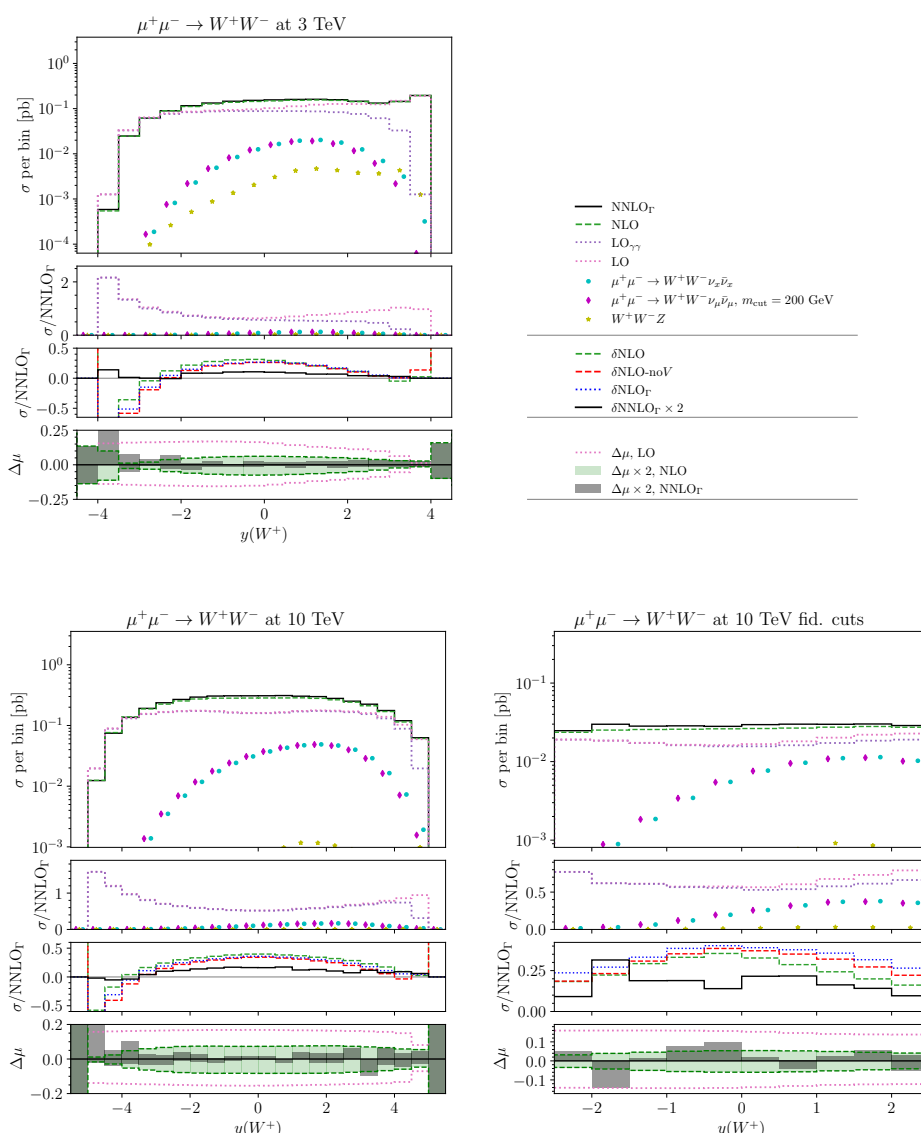 μ⁺μ⁻ → W⁺W⁻ at 3 TeV
σ per bin [pb]
10⁰
10⁻¹
10⁻²
10⁻³
10⁻⁴
σ/NNLO_Γ
2
0
σ/NNLO_Γ
0.5
0.0
−0.5
Δμ
0.25
0.00
−0.25
−4 −2 0 2 4
y(W⁺)
NNLO_Γ
NLO
LO_γγ
LO
μ⁺μ⁻ → W⁺W⁻ν_xν̄_x
μ⁺μ⁻ → W⁺W⁻ν_μν̄_μ, m_cut = 200 GeV
W⁺W⁻Z
δNLO
δNLO-noV
δNLO_Γ
δNNLO_Γ × 2
Δμ, LO
Δμ × 2, NLO
Δμ × 2, NNLO_Γ
μ⁺μ⁻ → W⁺W⁻ at 10 TeV
σ per bin [pb]
10⁰
10⁻¹
10⁻²
10⁻³
σ/NNLO_Γ
1
0
σ/NNLO_Γ
0.5
0.0
−0.5
Δμ
0.2
0.0
−0.2
−4 −2 0 2 4
y(W⁺)
μ⁺μ⁻ → W⁺W⁻ at 10 TeV fid. cuts
σ per bin [pb]
10⁻¹
10⁻²
10⁻³
σ/NNLO_Γ
0.5
0.0
σ/NNLO_Γ
0.25
0.00
Δμ
0.1
0.0
−0.1
−2 −1 0 1 2
y(W⁺)